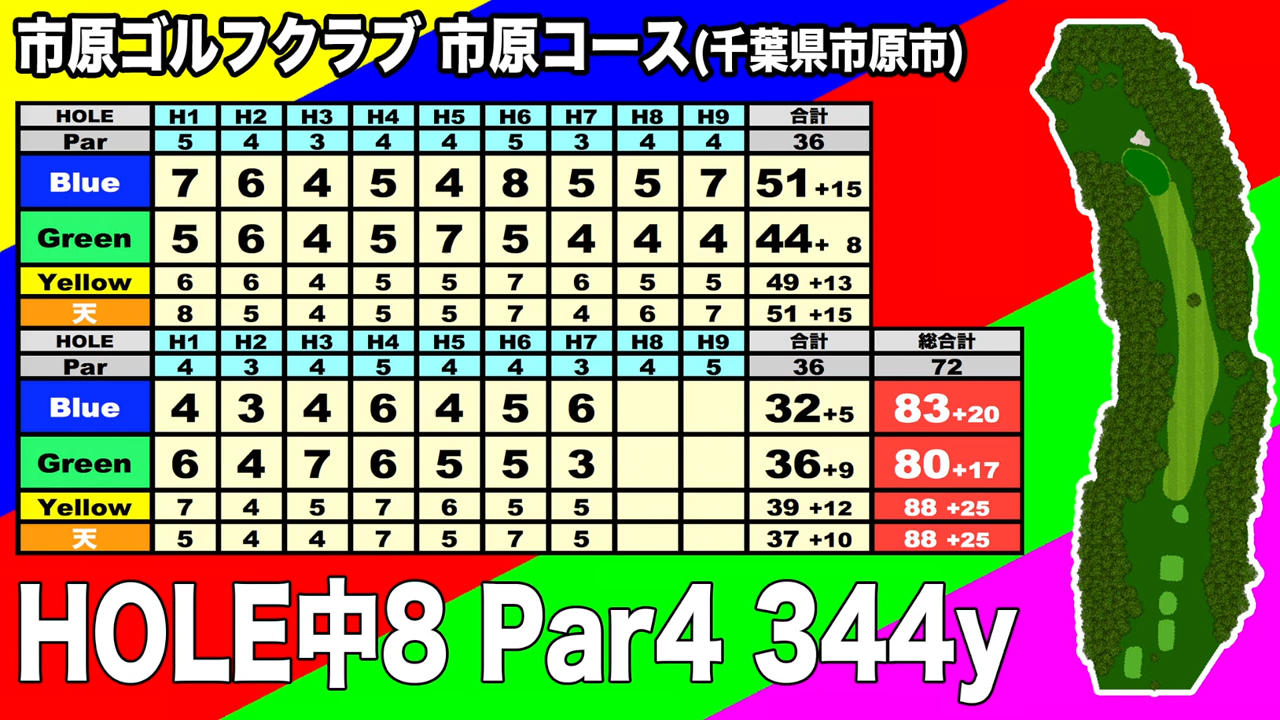 市原ゴルフクラブ 市原コース(千葉県市原市)
HOLE H1 H2 H3 H4 H5 H6 H7 H8 H9 合計
Par 5 4 3 4 4 5 3 4 4 36
Blue 7 6 4 5 4 8 5 5 7 51 +15
Green 5 6 4 5 7 5 4 4 4 44 + 8
Yellow 6 6 4 5 5 7 6 5 5 49 +13
天 8 5 4 5 5 7 4 6 7 51 +15
HOLE H1 H2 H3 H4 H5 H6 H7 H8 H9 合計 総合計
Par 4 3 4 5 4 4 3 4 5 36 72
Blue 4 3 4 6 4 5 6 32+5 83+20
Green 6 4 7 6 5 5 3 36+9 80+17
Yellow 7 4 5 7 6 5 5 39 +12 88 +25
天 5 4 4 7 5 7 5 37 +10 88 +25
HOLE中8 Par4 344y